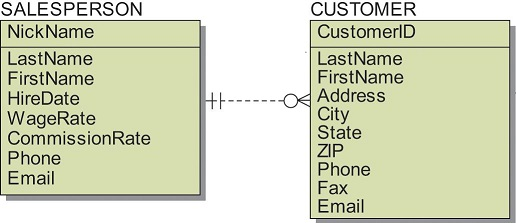 SALESPERSON
NickName
LastName
FirstName
HireDate
WageRate
CommissionRate
Phone
Email
CUSTOMER
CustomerID
LastName
FirstName
Address
City
State
ZIP
Phone
Fax
Email